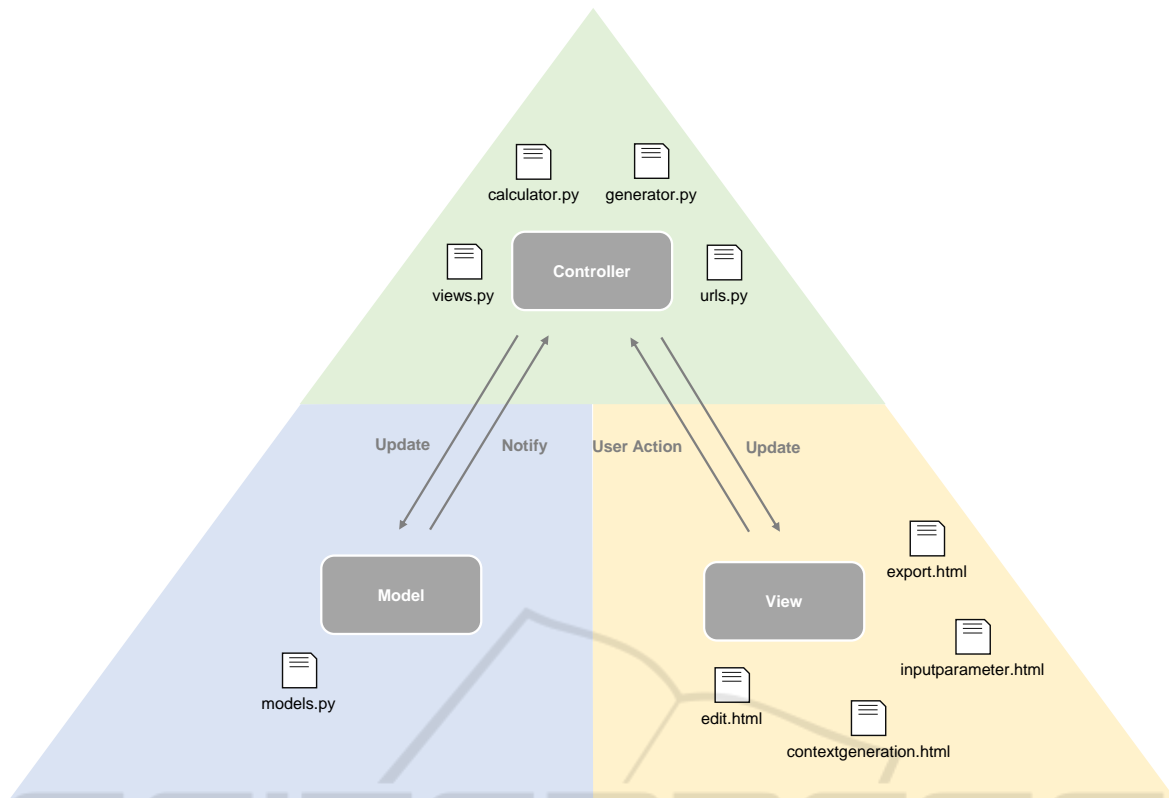 calculator.py
generator.py
views.py
Controller
urls.py
Update
Notify
User Action
Update
export.html
Model
View
inputparameter.html
models.py
edit.html
contextgeneration.html